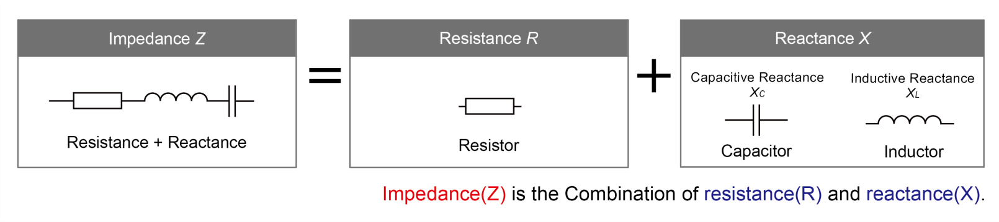 Impedance Z
Resistance + Reactance
=
Resistance R
Resistor
+
Reactance X
Capacitive Reactance
XC
Capacitor
Inductive Reactance
XL
Inductor
Impedance(Z) is the Combination of resistance(R) and reactance(X).